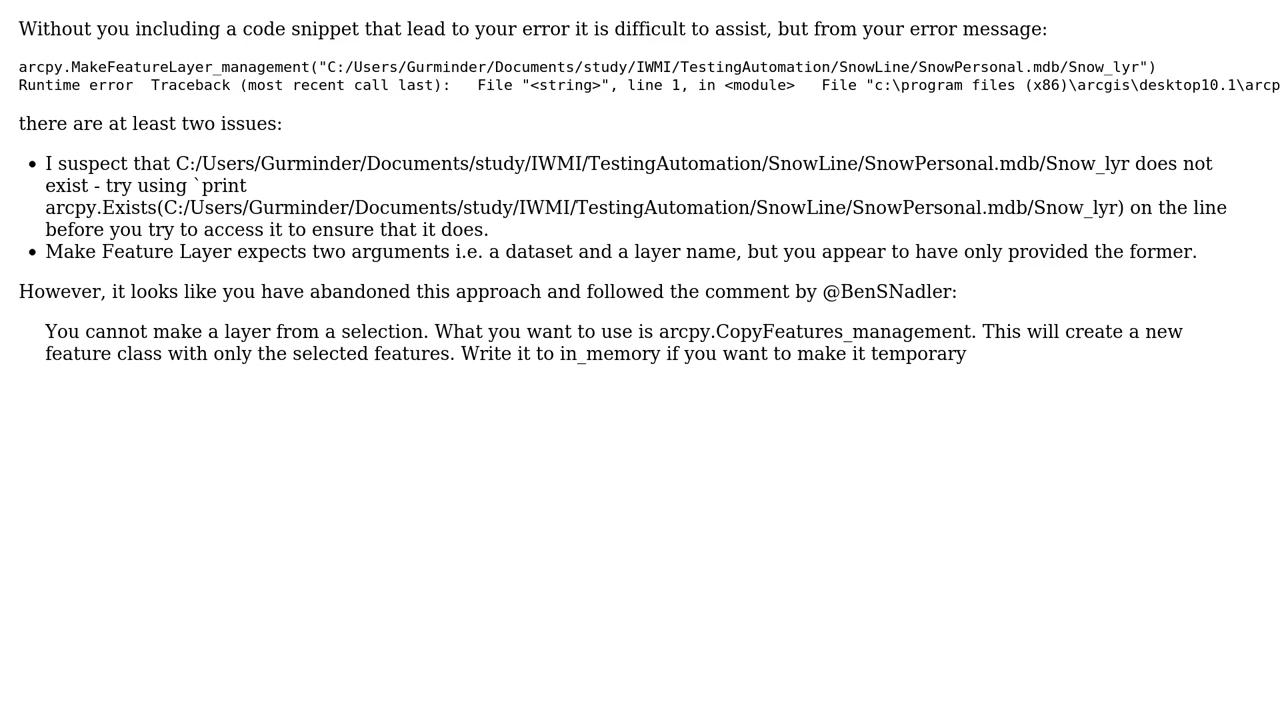 Without you including a code snippet that lead to your error it is difficult to assist, but from your error message:
arcpy.MakeFeatureLayer_management("C:/Users/Gurminder/Documents/study/IWMI/TestingAutomation/SnowLine/SnowPersonal.mdb/Snow_lyr")
Runtime error  Traceback (most recent call last):   File "<string>", line 1, in <module>   File "c:\program files (x86)\arcgis\desktop10.1\arcp
there are at least two issues:
• I suspect that C:/Users/Gurminder/Documents/study/IWMI/TestingAutomation/SnowLine/SnowPersonal.mdb/Snow_lyr does not
exist - try using `print
arcpy.Exists(C:/Users/Gurminder/Documents/study/IWMI/TestingAutomation/SnowLine/SnowPersonal.mdb/Snow_lyr) on the line
before you try to access it to ensure that it does.
• Make Feature Layer expects two arguments i.e. a dataset and a layer name, but you appear to have only provided the former.
However, it looks like you have abandoned this approach and followed the comment by @BenSNadler:
You cannot make a layer from a selection. What you want to use is arcpy.CopyFeatures_management. This will create a new
feature class with only the selected features. Write it to in_memory if you want to make it temporary